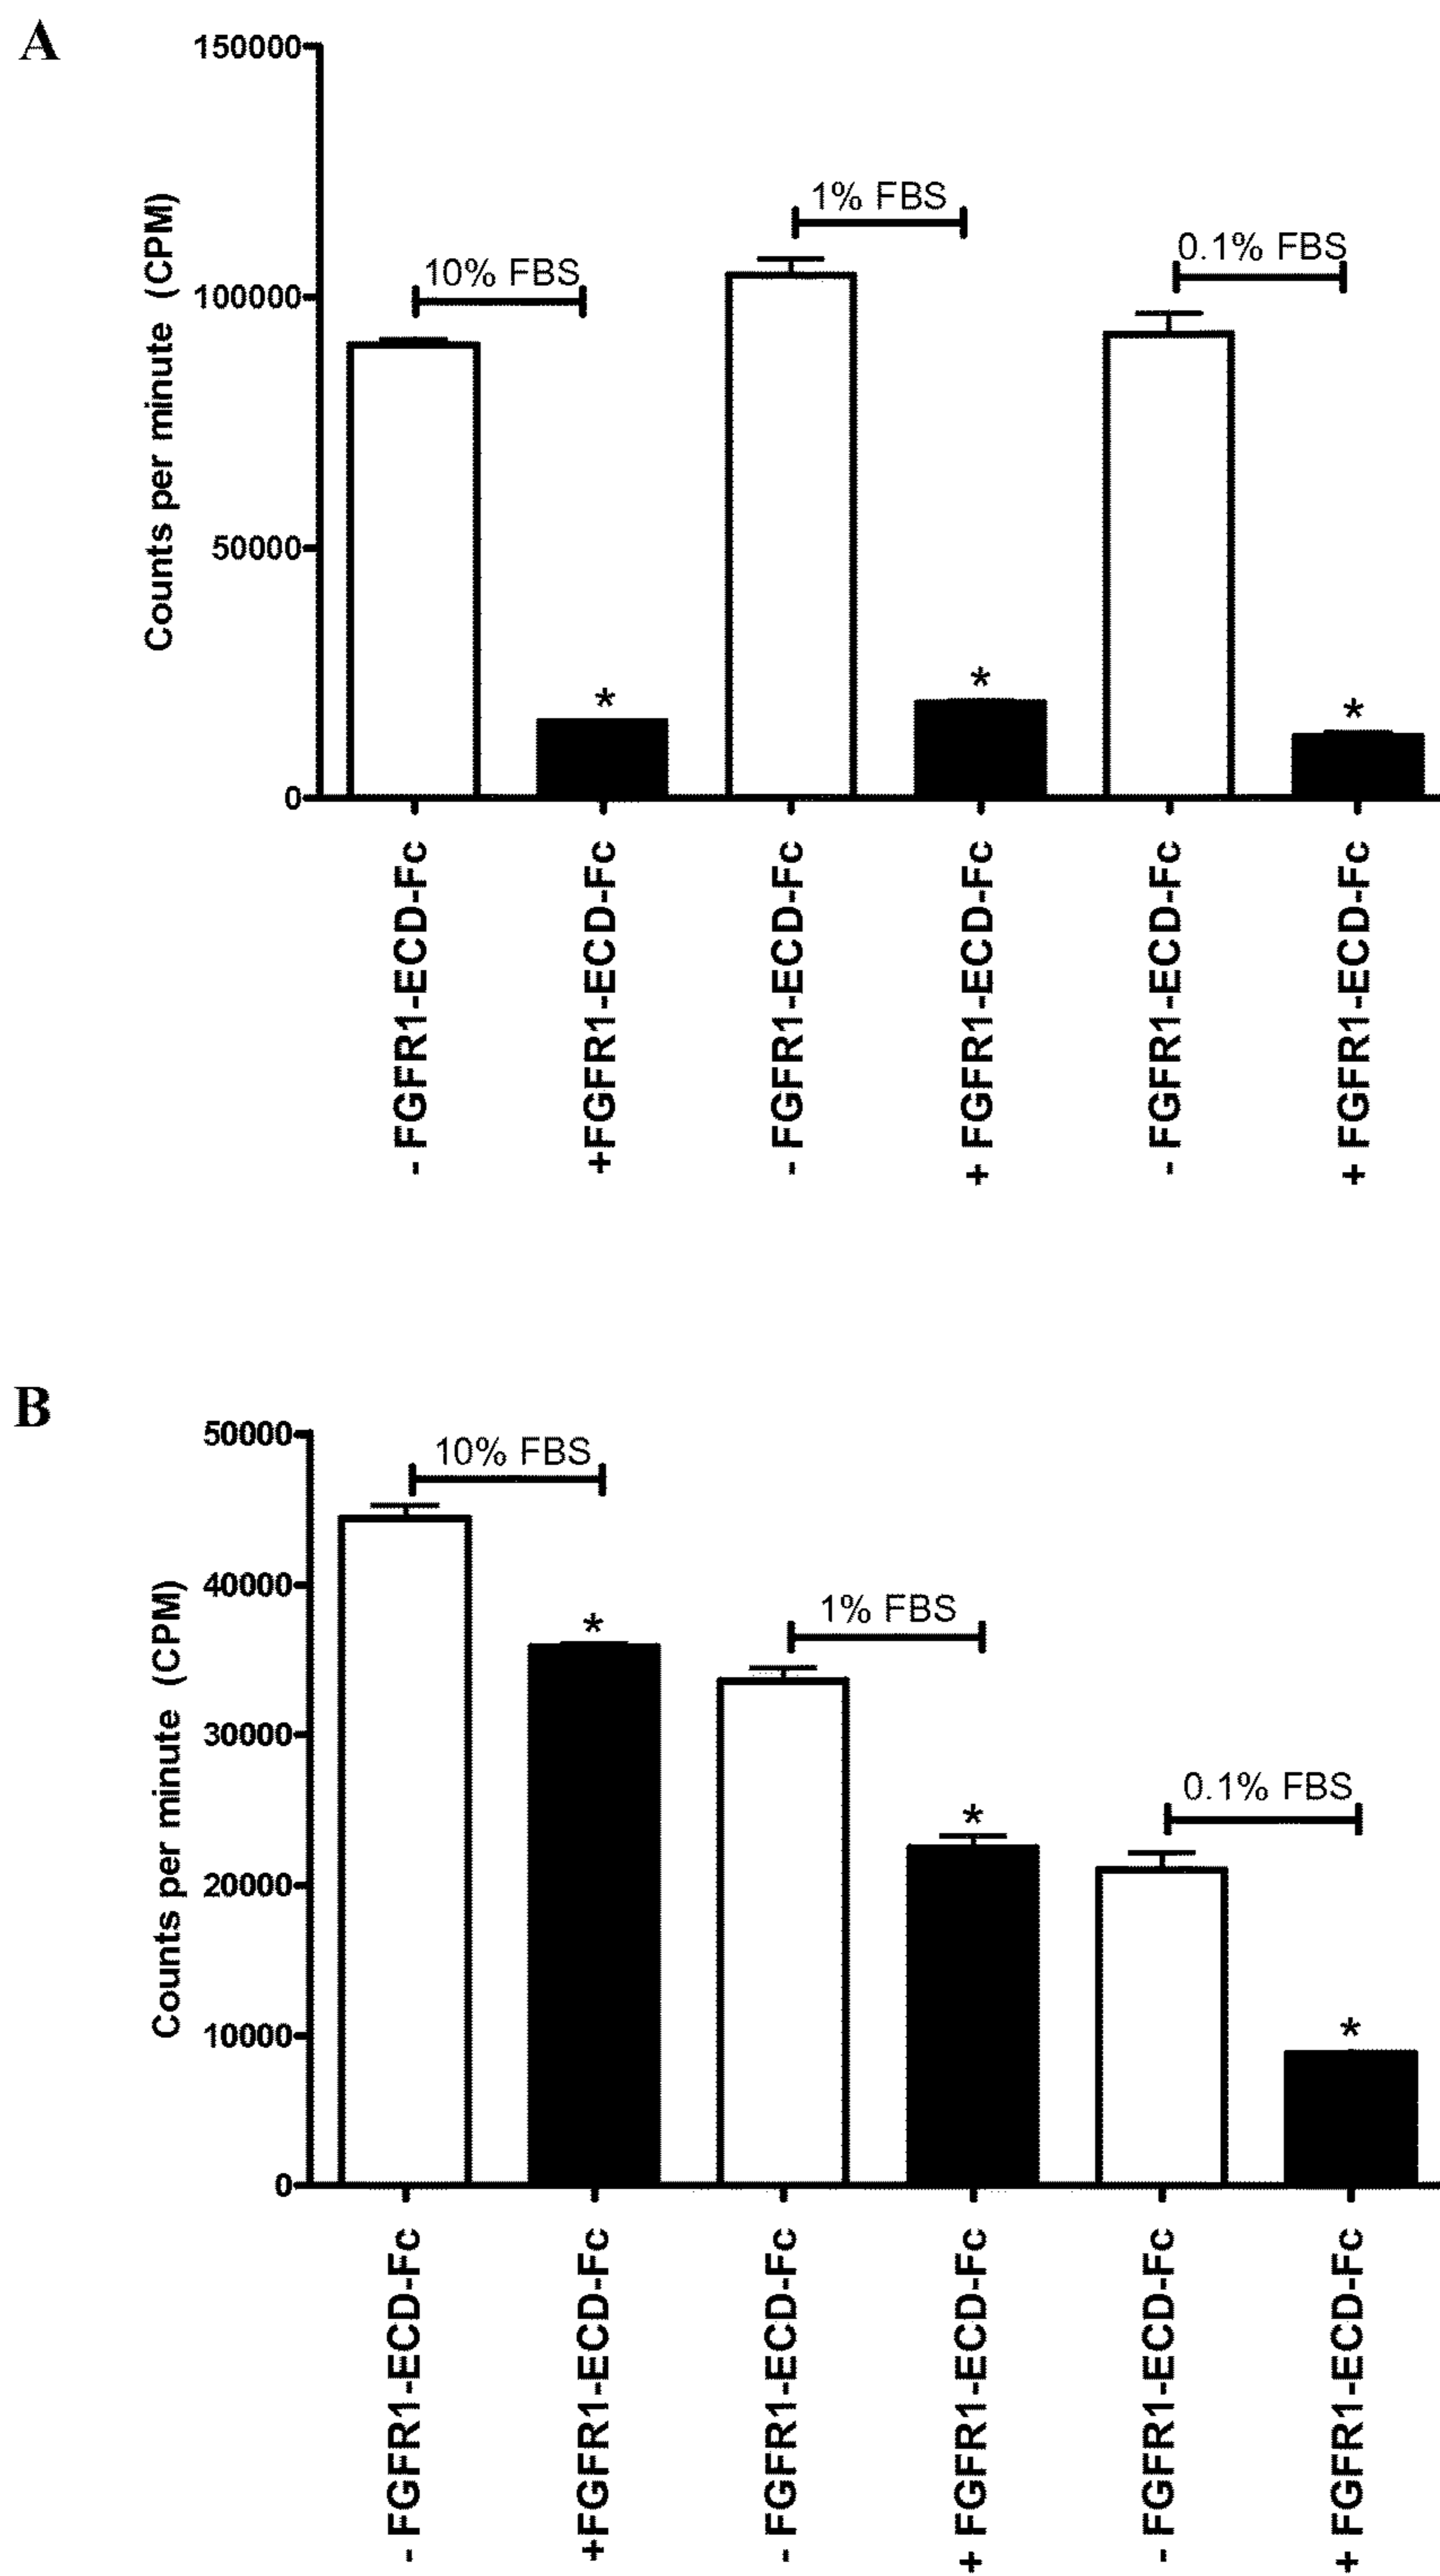 A
150000
100000
50000
0
Counts per minute (CPM)
10% FBS
1% FBS
0.1% FBS
*
*
*
- FGFR1-ECD-Fc
+FGFR1-ECD-Fc
- FGFR1-ECD-Fc
+ FGFR1-ECD-Fc
- FGFR1-ECD-Fc
+ FGFR1-ECD-Fc
B
50000
40000
30000
20000
10000
0
Counts per minute (CPM)
10% FBS
1% FBS
0.1% FBS
*
*
*
- FGFR1-ECD-Fc
+FGFR1-ECD-Fc
- FGFR1-ECD-Fc
+ FGFR1-ECD-Fc
- FGFR1-ECD-Fc
+ FGFR1-ECD-Fc